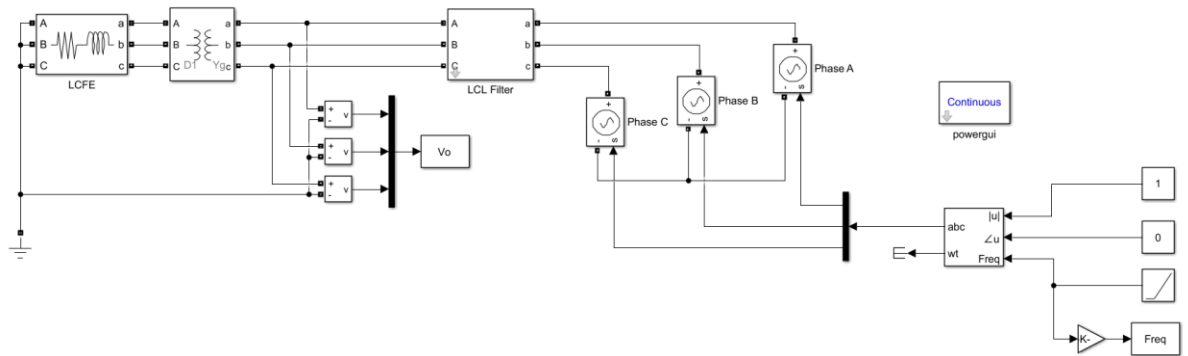 A a A a A a
B b B b B b
C c C c C c
D1 Yg
LCFE
LCL Filter
+ - v
+ - v
+ - v
Vo
+ - s
Phase A
+ - s
Phase B
+ - s
Phase C
Continuous
powergui
abc |u|
∠u
wt Freq
1
0
K-
Freq